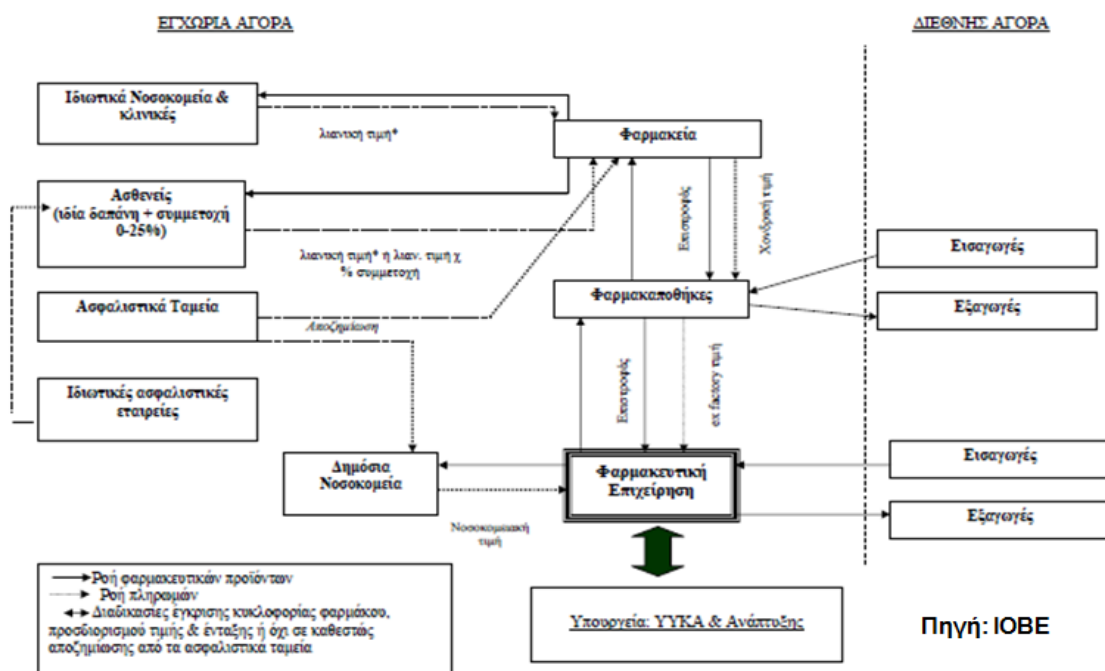 ΕΓΧΩΡΙΑ ΑΓΟΡΑ
ΔΙΕΘΝΗΣ ΑΓΟΡΑ
Ιδιωτικά Νοσοκομεία &
κλινικές
λιανική τιμή*
Φαρμακεία
Ασθενείς
(ιδία δαπάνη + συμμετοχή
0-25%)
Επιστροφές
Χονδρική τιμή
λιανική τιμή* ή λιαν. τιμή χ
% συμμετοχή
Εισαγωγές
Φαρμακαποθήκες
Ασφαλιστικά Ταμεία
Εξαγωγές
Αποζημίωση
Επιστροφές
ex factory τιμή
Ιδιωτικές ασφαλιστικές
εταιρείες
Δημόσια
Νοσοκομεία
Φαρμακευτική
Επιχείρηση
Εισαγωγές
Εξαγωγές
Νοσοκομειακή
τιμή
Ροή φαρμακευτικών προϊόντων
Ροή πληρωμών
Διαδικασίες έγκρισης κυκλοφορίας φαρμάκου,
προσδιορισμού τιμής & ένταξης ή όχι σε καθεστώς
αποζημίωσης από τα ασφαλιστικά ταμεία
Υπουργεία: ΥΥΚΑ & Ανάπτυξης
Πηγή: ΙΟΒΕ